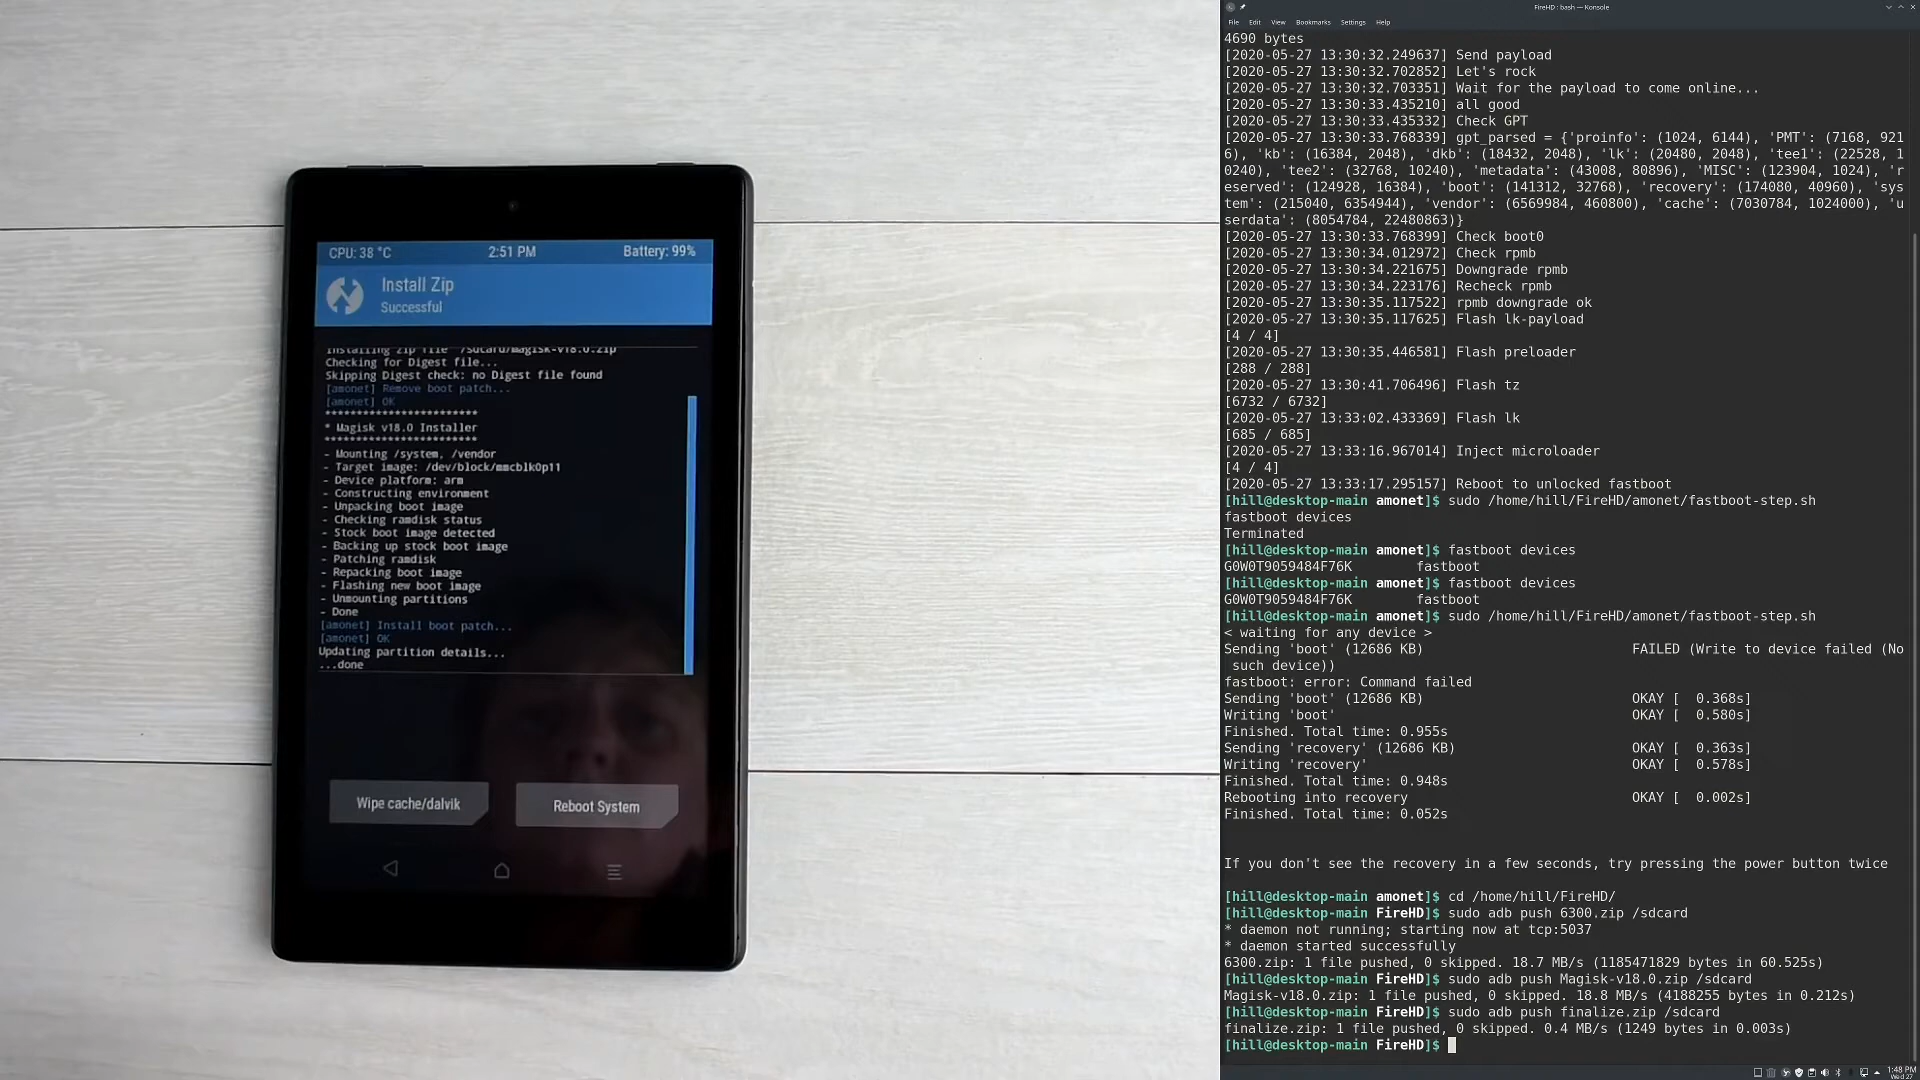 CPU: 38 °C 2:51 PM Battery: 99%
Install Zip
Successful
Installing zip file '/sdcard/Magisk-v18.0.zip
Checking for Digest file...
Skipping Digest check: no Digest file found
[amonet] Remove boot patch...
[amonet] OK
************************
* Magisk v18.0 Installer
************************
- Mounting /system, /vendor
- Target image: /dev/block/mmcblk0p11
- Device platform: arm
- Constructing environment
- Unpacking boot image
- Checking ramdisk status
- Stock boot image detected
- Backing up stock boot image
- Patching ramdisk
- Repacking boot image
- Flashing new boot image
- Unmounting partitions
- Done
[amonet] Install boot patch...
[amonet] OK
Updating partition details...
...done
Wipe cache/dalvik
Reboot System
FireHD : bash — Konsole
File Edit View Bookmarks Settings Help
4690 bytes
[2020-05-27 13:30:32.249637] Send payload
[2020-05-27 13:30:32.702852] Let's rock
[2020-05-27 13:30:32.703351] Wait for the payload to come online...
[2020-05-27 13:30:33.435210] all good
[2020-05-27 13:30:33.435332] Check GPT
[2020-05-27 13:30:33.768339] gpt_parsed = {'proinfo': (1024, 6144), 'PMT': (7168, 921
6), 'kb': (16384, 2048), 'dkb': (18432, 2048), 'lk': (20480, 2048), 'tee1': (22528, 1
0240), 'tee2': (32768, 10240), 'metadata': (43008, 80896), 'MISC': (123904, 1024), 'r
eserved': (124928, 16384), 'boot': (141312, 32768), 'recovery': (174080, 40960), 'sys
tem': (215040, 6354944), 'vendor': (6569984, 460800), 'cache': (7030784, 1024000), 'u
serdata': (8054784, 22480863)}
[2020-05-27 13:30:33.768399] Check boot0
[2020-05-27 13:30:34.012972] Check rpmb
[2020-05-27 13:30:34.221675] Downgrade rpmb
[2020-05-27 13:30:34.223176] Recheck rpmb
[2020-05-27 13:30:35.117522] rpmb downgrade ok
[2020-05-27 13:30:35.117625] Flash lk-payload
[4 / 4]
[2020-05-27 13:30:35.446581] Flash preloader
[288 / 288]
[2020-05-27 13:30:41.706496] Flash tz
[6732 / 6732]
[2020-05-27 13:33:02.433369] Flash lk
[685 / 685]
[2020-05-27 13:33:16.967014] Inject microloader
[4 / 4]
[2020-05-27 13:33:17.295157] Reboot to unlocked fastboot
[hill@desktop-main amonet]$ sudo /home/hill/FireHD/amonet/fastboot-step.sh
fastboot devices
Terminated
[hill@desktop-main amonet]$ fastboot devices
G0W0T9059484F76K fastboot
[hill@desktop-main amonet]$ fastboot devices
G0W0T9059484F76K fastboot
[hill@desktop-main amonet]$ sudo /home/hill/FireHD/amonet/fastboot-step.sh
< waiting for any device >
Sending 'boot' (12686 KB) FAILED (Write to device failed (No
such device))
fastboot: error: Command failed
Sending 'boot' (12686 KB) OKAY [ 0.368s]
Writing 'boot' OKAY [ 0.580s]
Finished. Total time: 0.955s
Sending 'recovery' (12686 KB) OKAY [ 0.363s]
Writing 'recovery' OKAY [ 0.578s]
Finished. Total time: 0.948s
Rebooting into recovery OKAY [ 0.002s]
Finished. Total time: 0.052s
If you don't see the recovery in a few seconds, try pressing the power button twice
[hill@desktop-main amonet]$ cd /home/hill/FireHD/
[hill@desktop-main FireHD]$ sudo adb push 6300.zip /sdcard
* daemon not running; starting now at tcp:5037
* daemon started successfully
6300.zip: 1 file pushed, 0 skipped. 18.7 MB/s (1185471829 bytes in 60.525s)
[hill@desktop-main FireHD]$ sudo adb push Magisk-v18.0.zip /sdcard
Magisk-v18.0.zip: 1 file pushed, 0 skipped. 18.8 MB/s (4188255 bytes in 0.212s)
[hill@desktop-main FireHD]$ sudo adb push finalize.zip /sdcard
finalize.zip: 1 file pushed, 0 skipped. 0.4 MB/s (1249 bytes in 0.003s)
[hill@desktop-main FireHD]$
1:48 PM
Wed 27